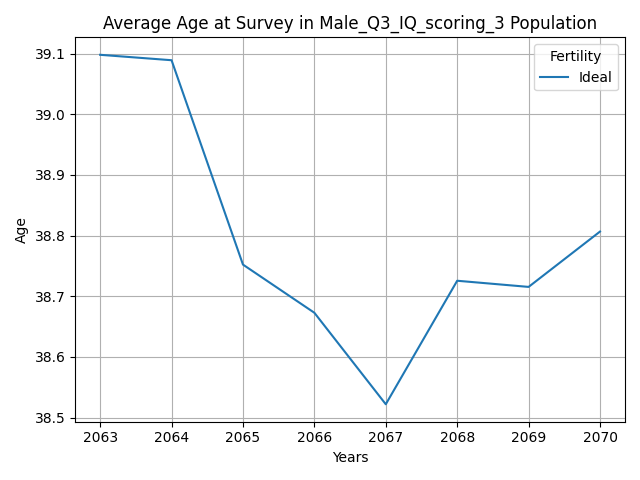 Average Age at Survey in Male_Q3_IQ_scoring_3 Population
Fertility
Ideal
39.1
39.0
38.9
38.8
38.7
38.6
38.5
Age
2063 2064 2065 2066 2067 2068 2069 2070
Years